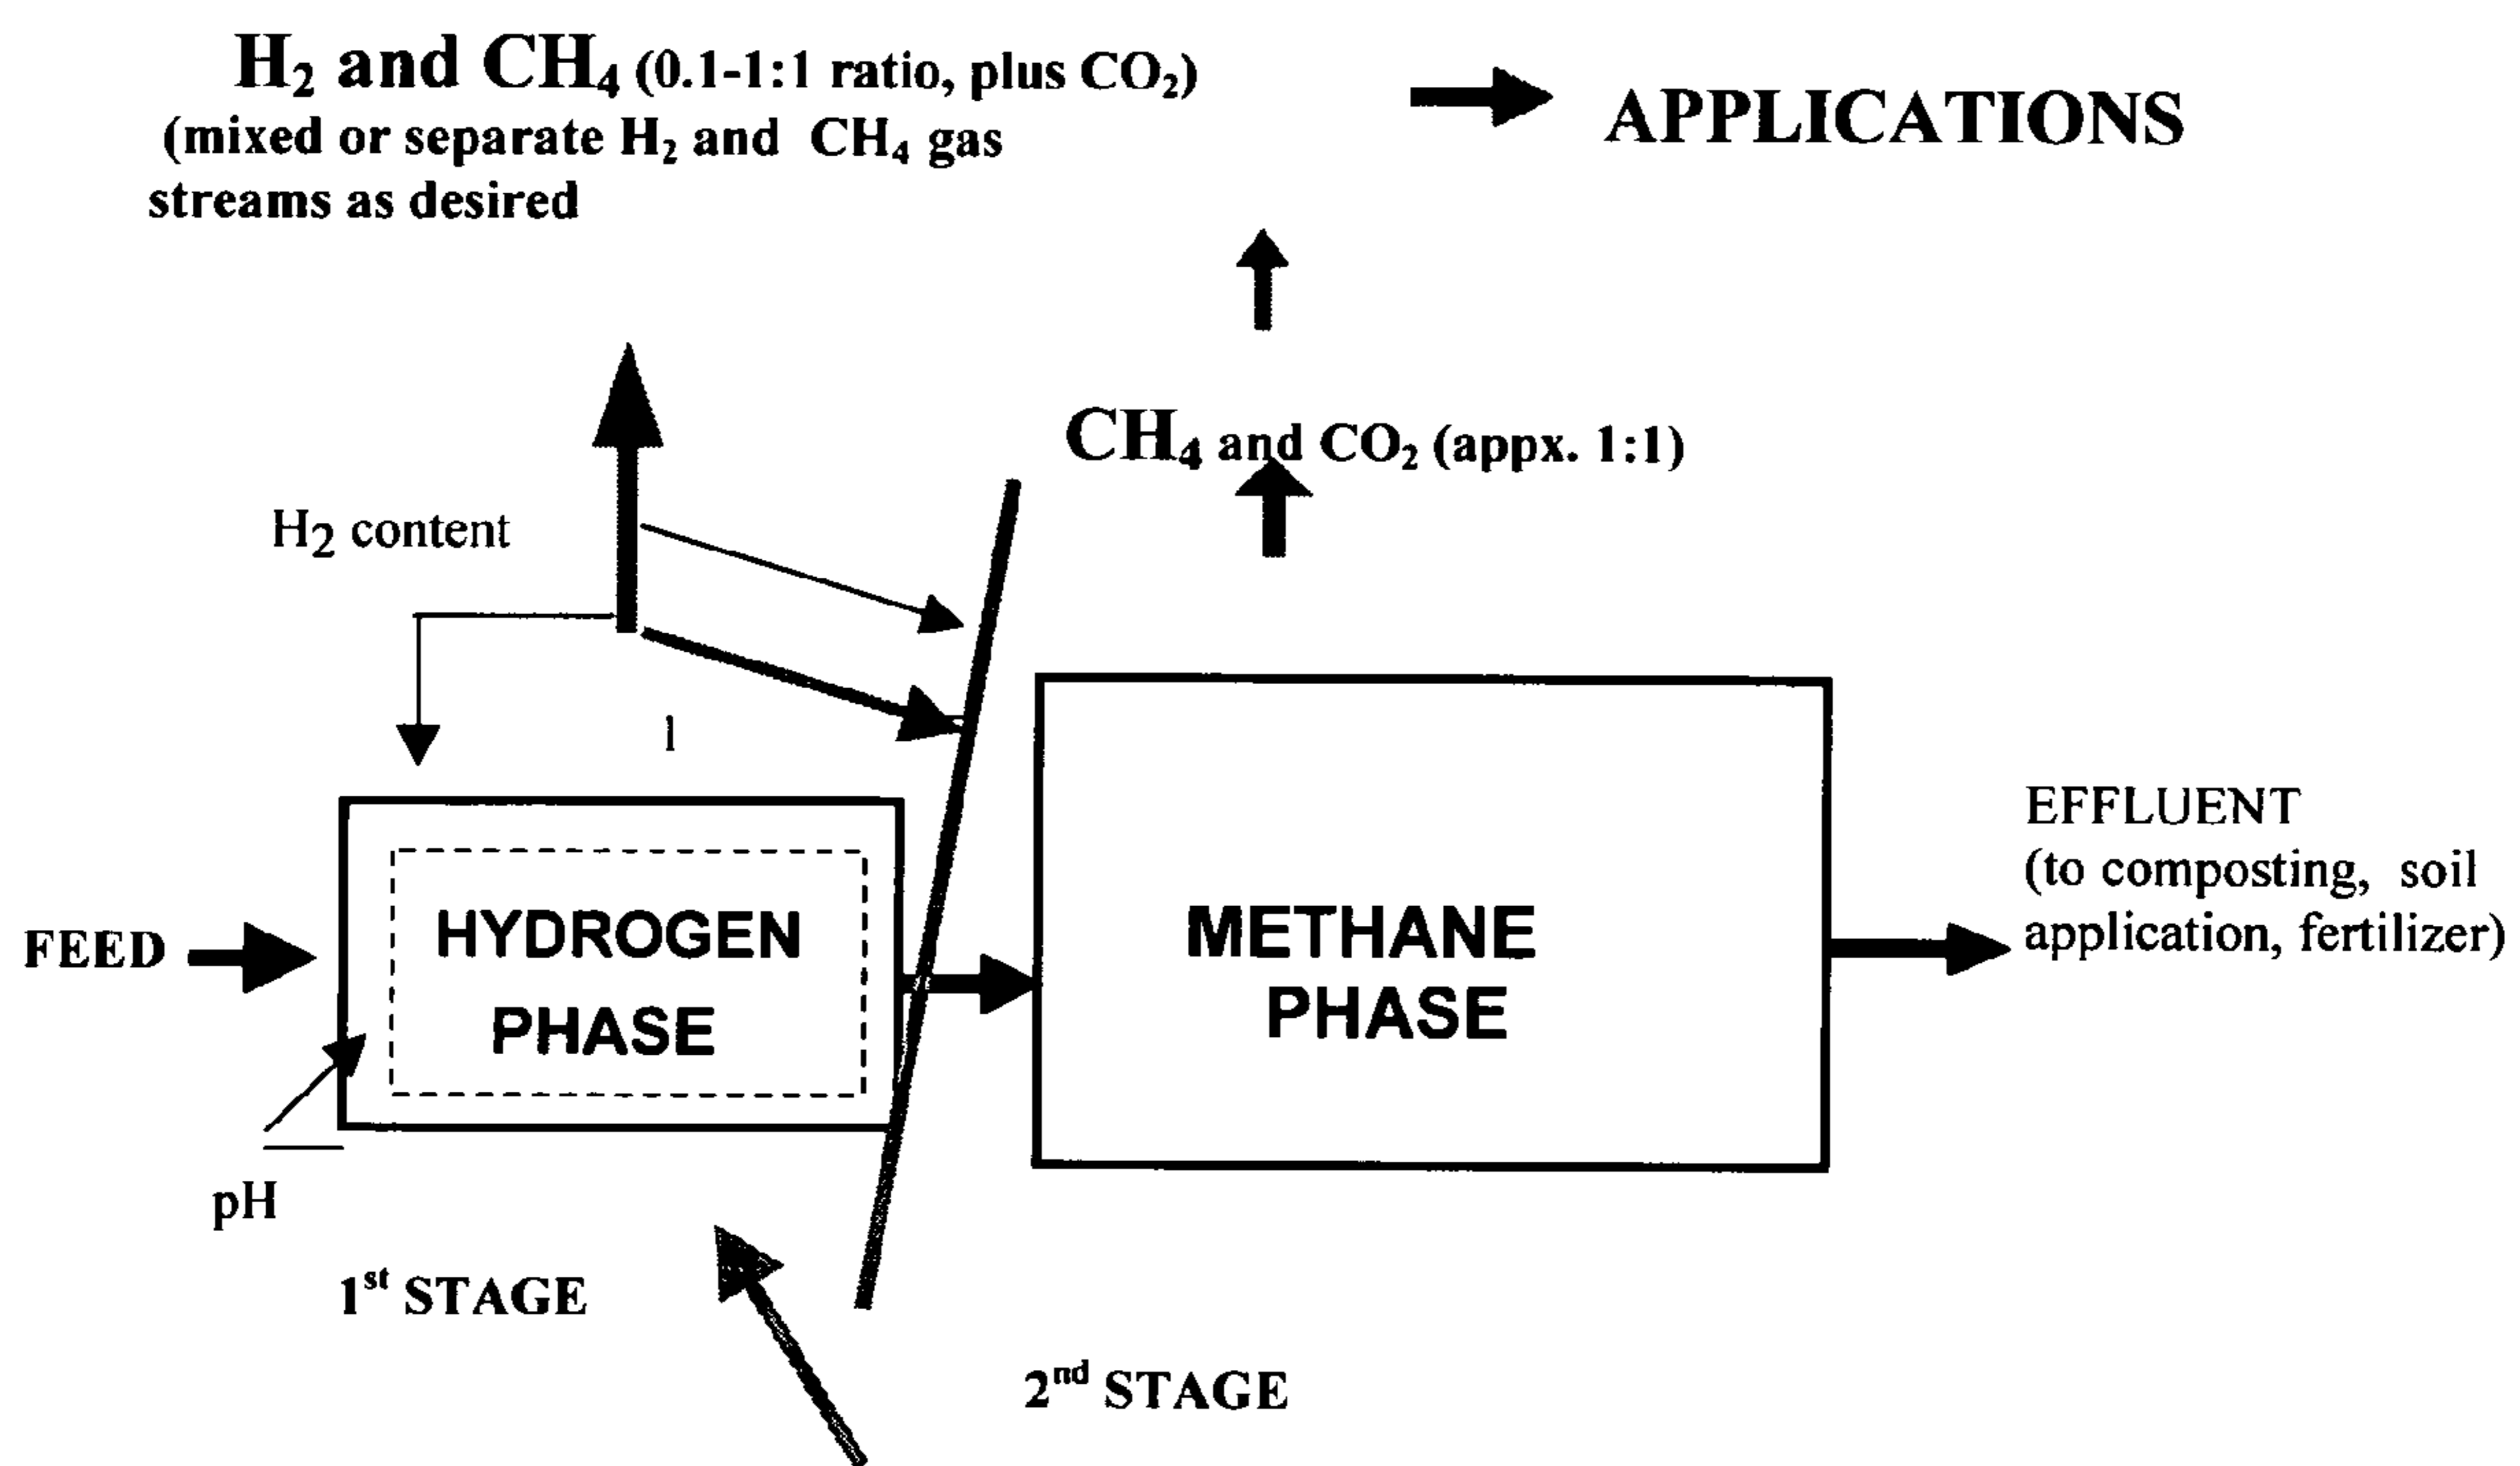 H₂ and CH₄ (0.1-1:1 ratio, plus CO₂)
(mixed or separate H₂ and CH₄ gas
streams as desired
APPLICATIONS
CH₄ and CO₂ (appx. 1:1)
H₂ content
l
FEED
HYDROGEN
PHASE
METHANE
PHASE
EFFLUENT
(to composting, soil
application, fertilizer)
pH
1st STAGE
2nd STAGE